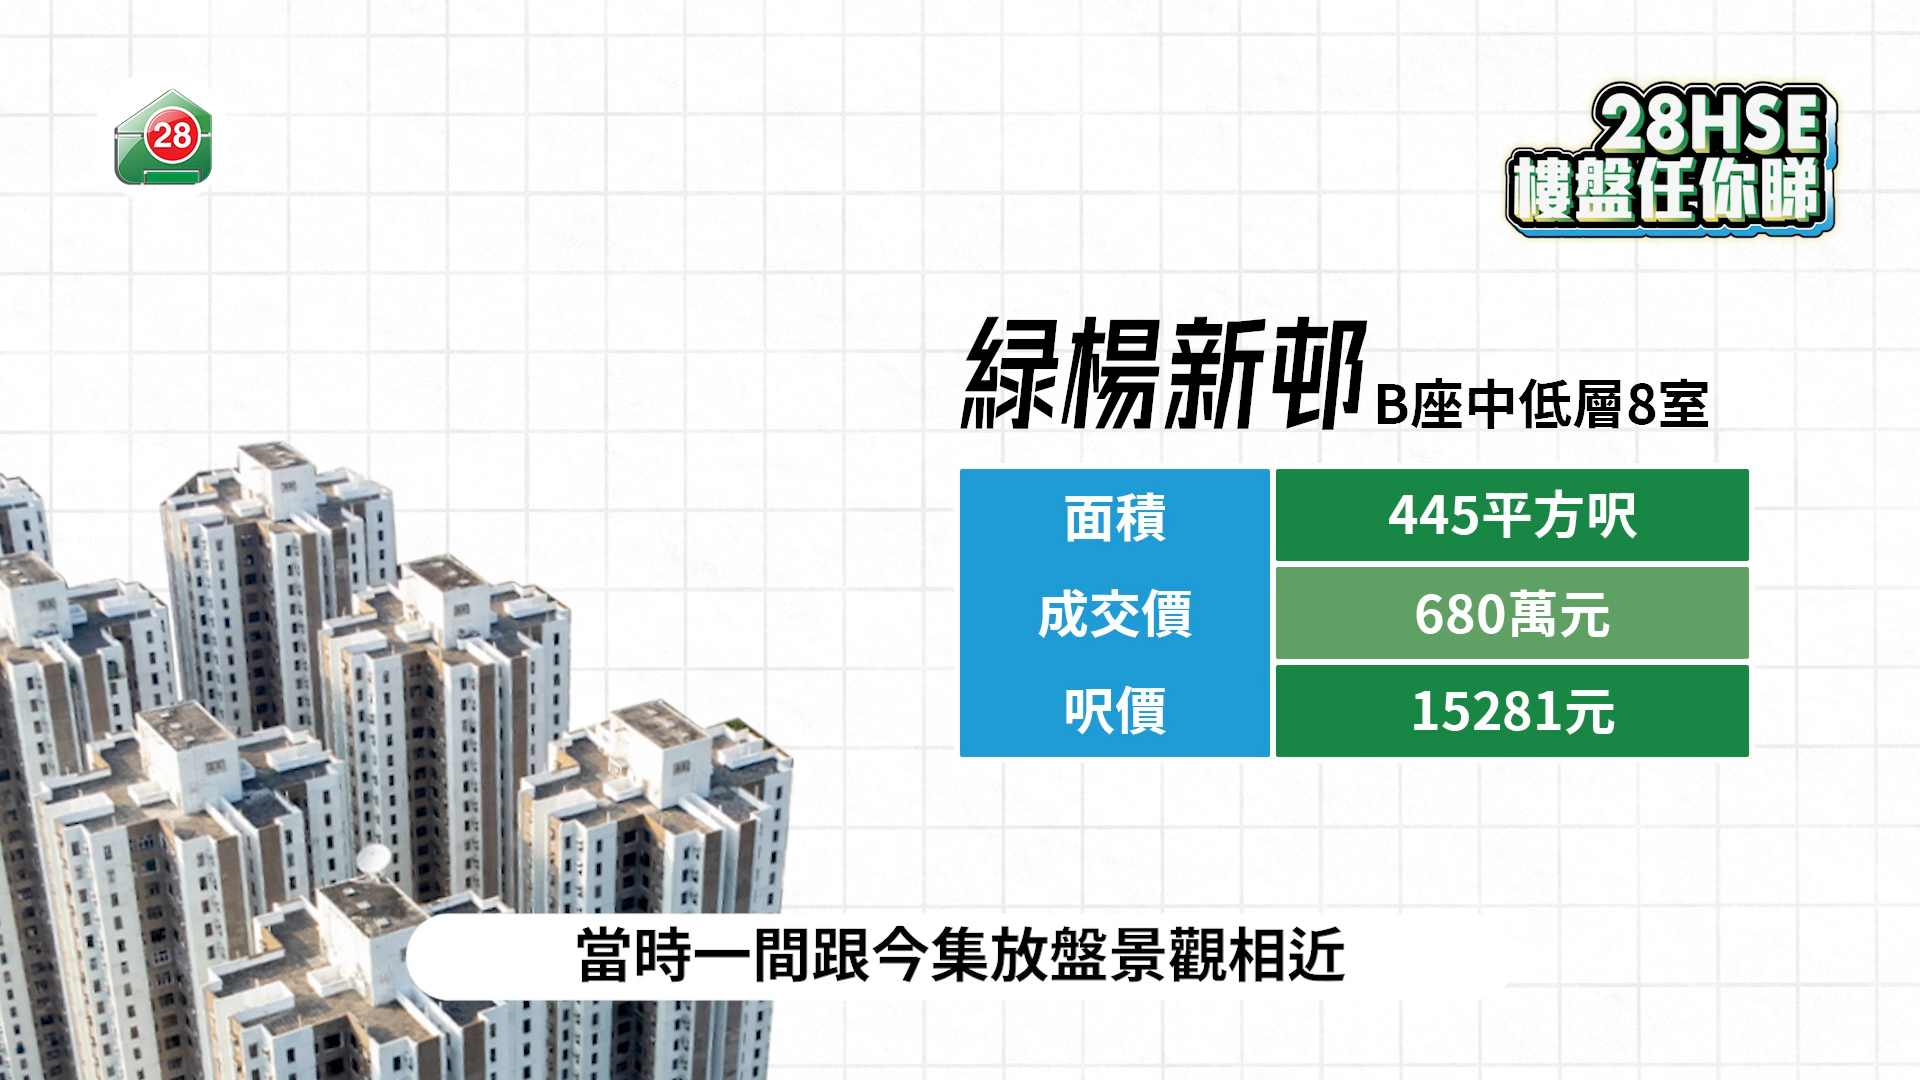 28
28HSE
樓盤任你睇
緑楊新邨 B座中低層8室
面積 445平方呎
成交價 680萬元
呎價 15281元
當時一間跟今集放盤景觀相近